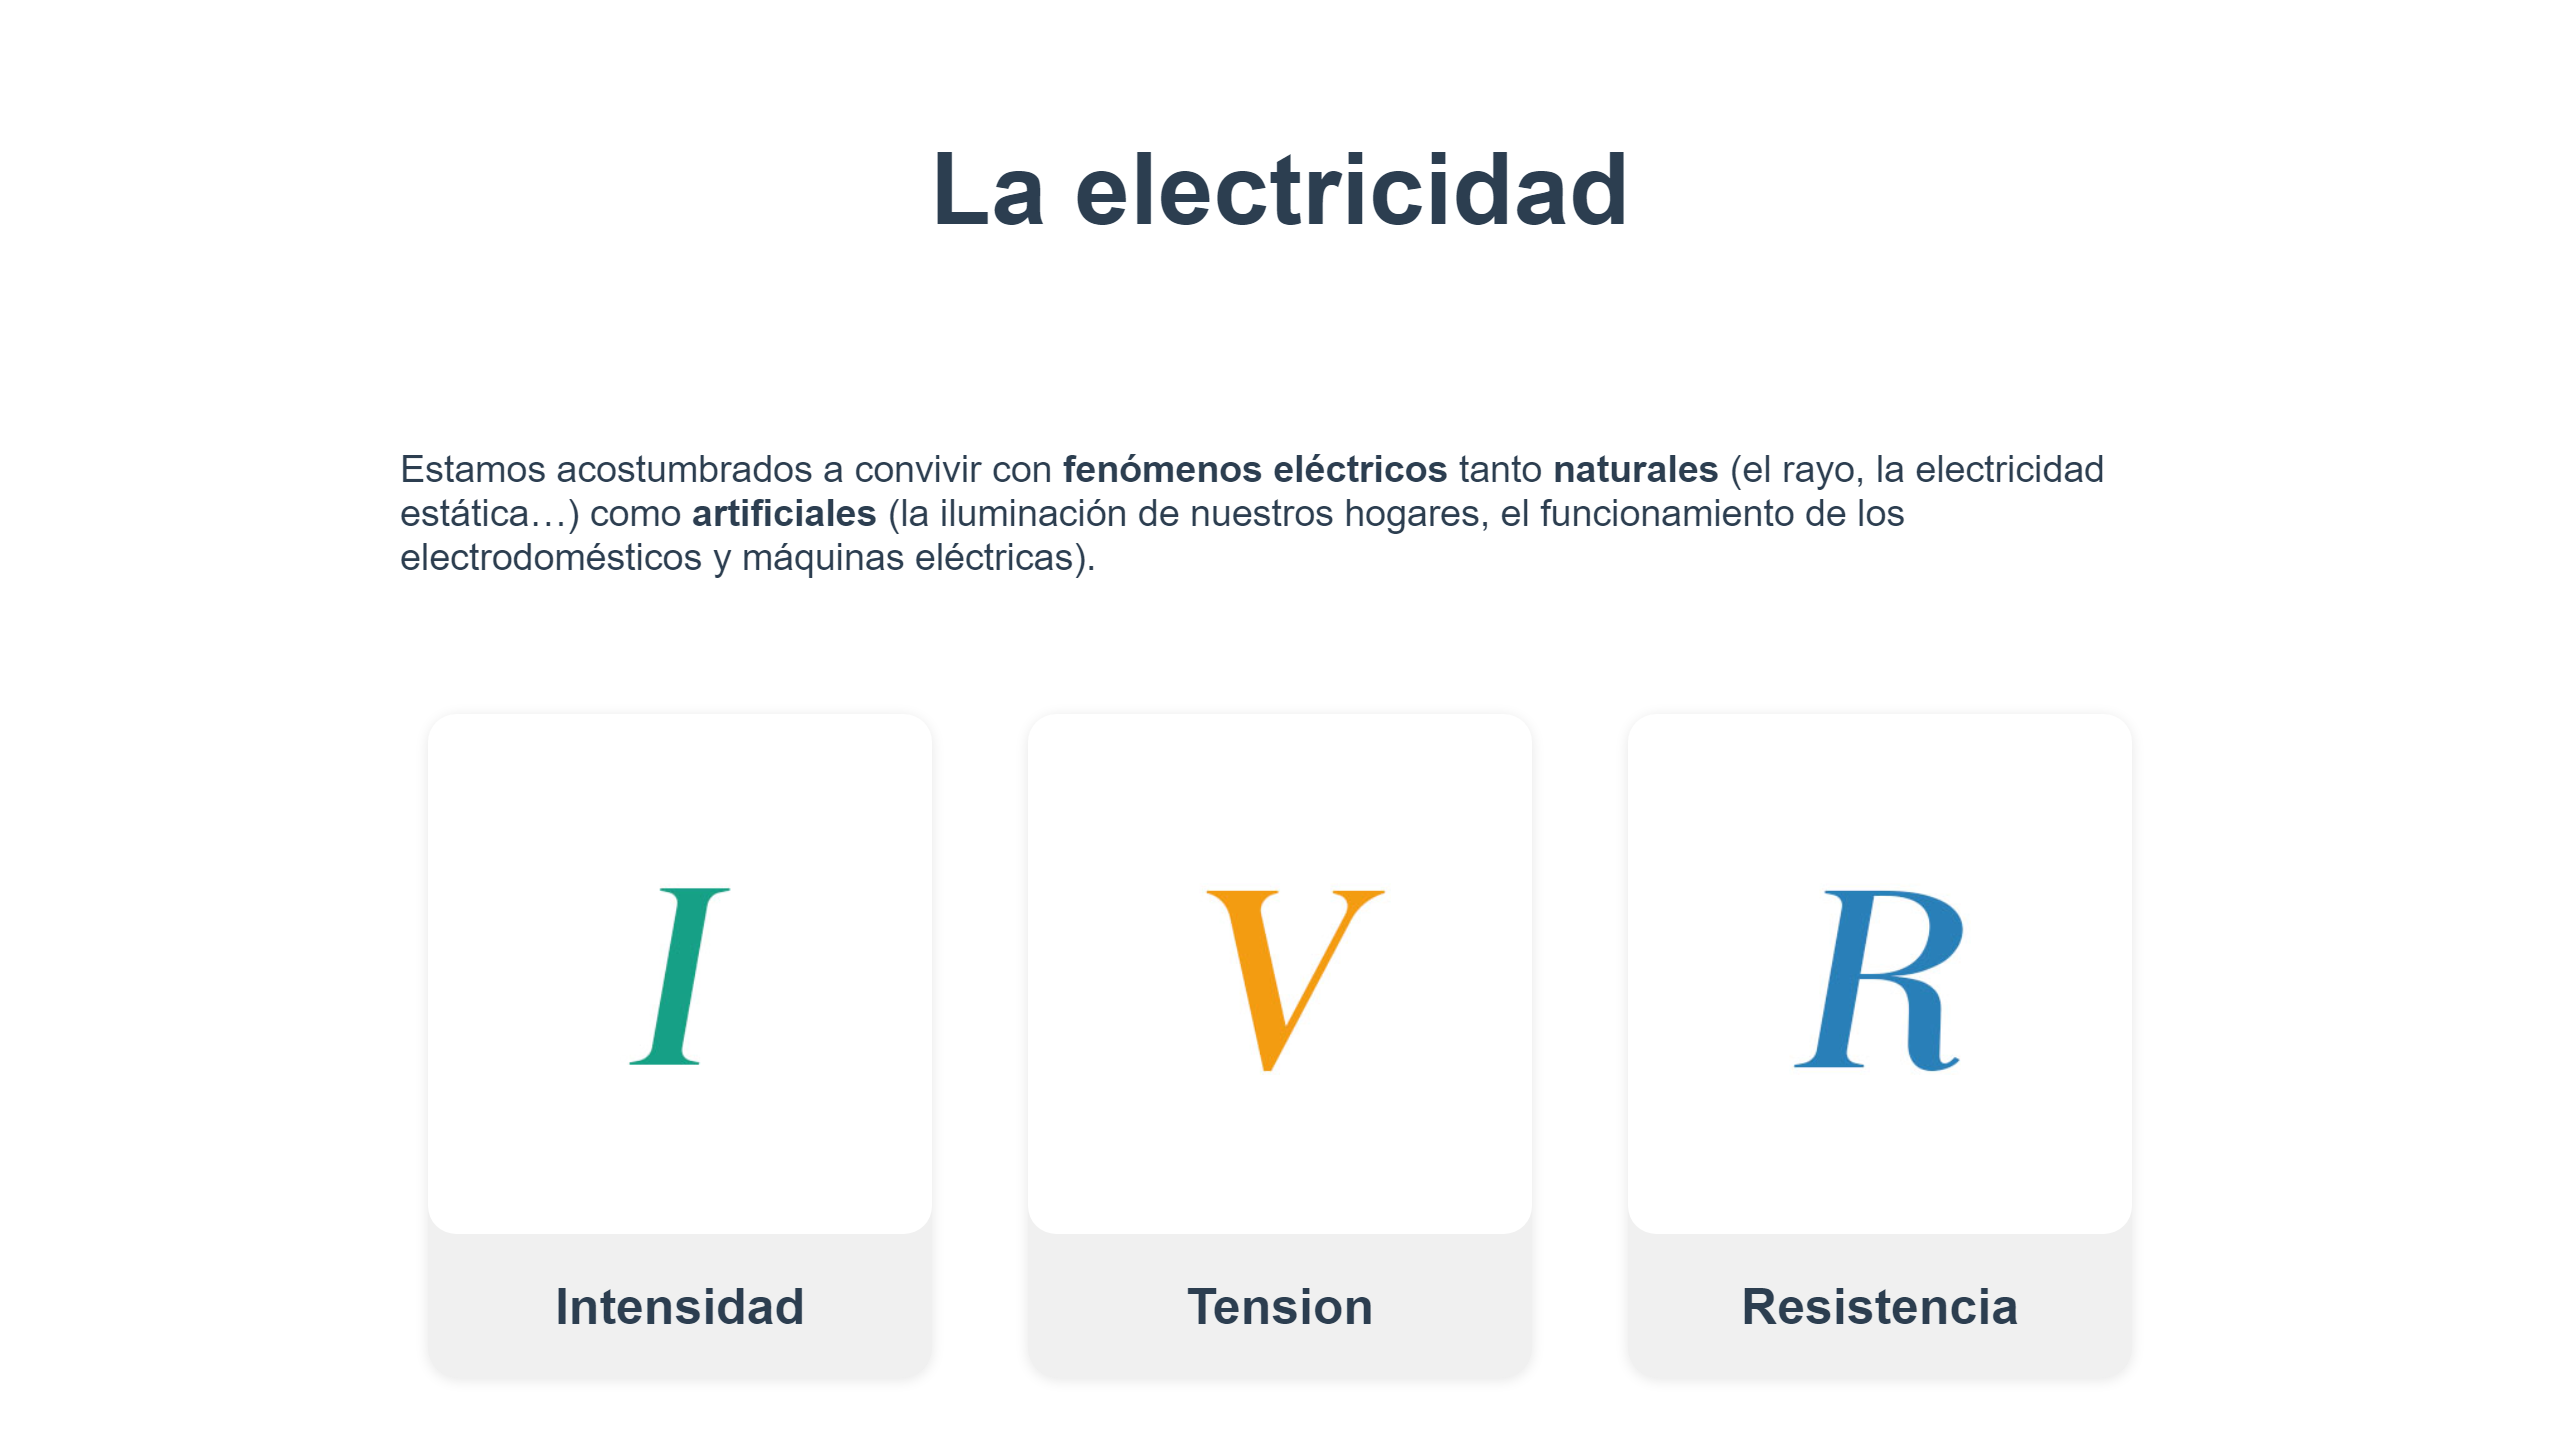 La electricidad
Estamos acostumbrados a convivir con fenómenos eléctricos tanto naturales (el rayo, la electricidad
estática…) como artificiales (la iluminación de nuestros hogares, el funcionamiento de los
electrodomésticos y máquinas eléctricas).
I
V
R
Intensidad
Tension
Resistencia